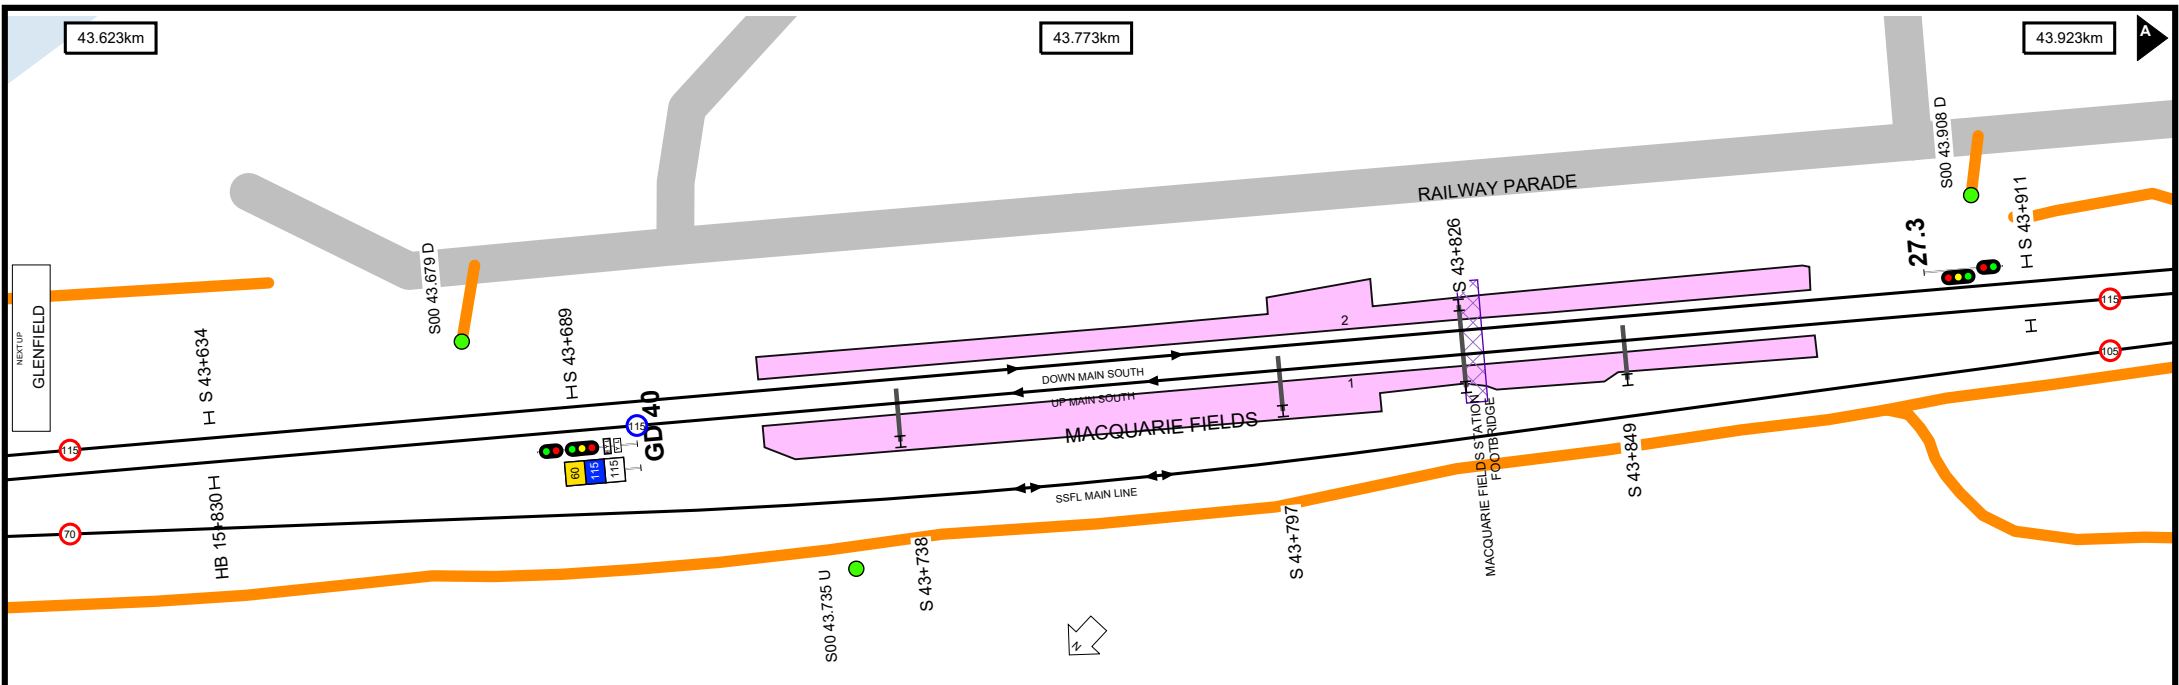 43.623km
43.773km
43.923km
A
RAILWAY PARADE
S00 43.908 D
H S 43+911
27.3
S 43+826
S00 43.679 D
NEXT UP
GLENFIELD
H S 43+634
H S 43+689
2
115
DOWN MAIN SOUTH
UP MAIN SOUTH
1
115
105
GD 40
115
MACQUARIE FIELDS
60
115
115
70
HB 15+830 H
SSFL MAIN LINE
MACQUARIE FIELDS STATION
FOOTBRIDGE
S 43+849
S 43+797
S 43+738
S00 43.735 U
N